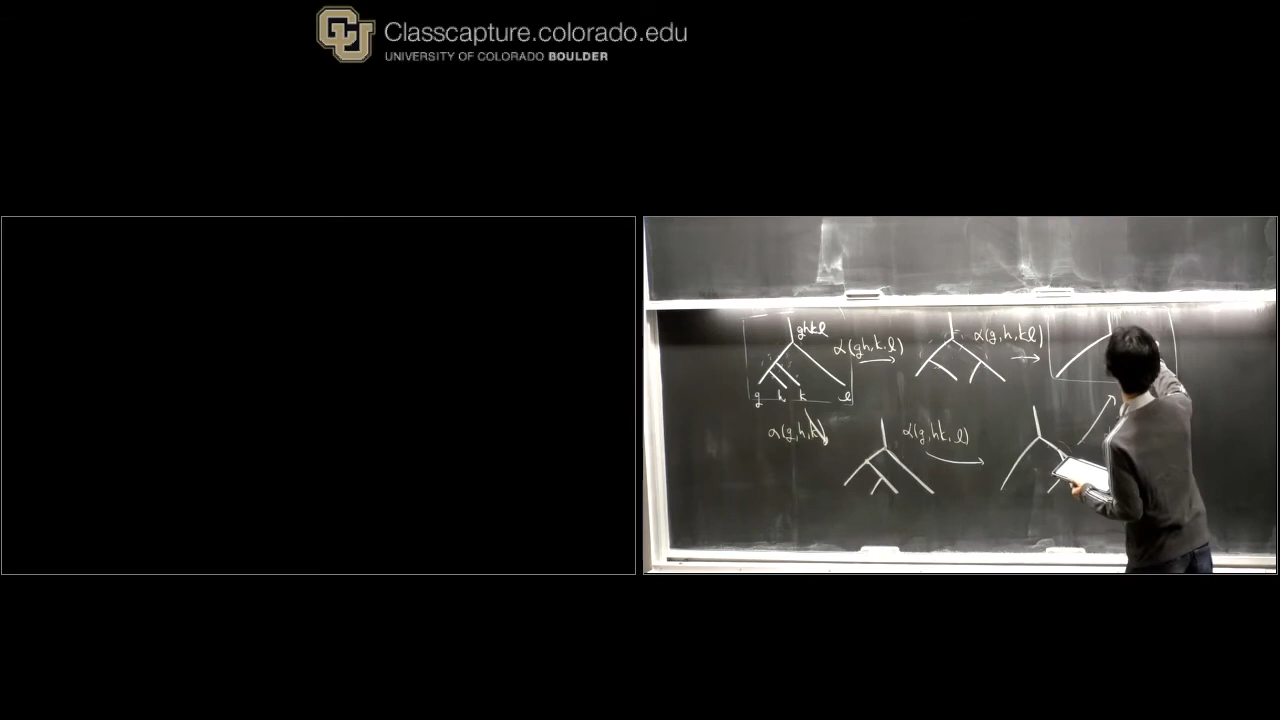 Classcapture.colorado.edu
UNIVERSITY OF COLORADO BOULDER
ghkl
α(gh, k, l)
α(g, h, kl)
g h k l
α(g, h, k)
α(g, hk, l)